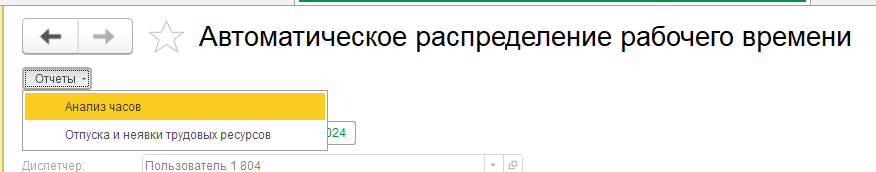 Автоматическое распределение рабочего времени
Отчеты
Анализ часов
Отпуска и неявки трудовых ресурсов
024
Диспетчер:
Пользователь 1 804